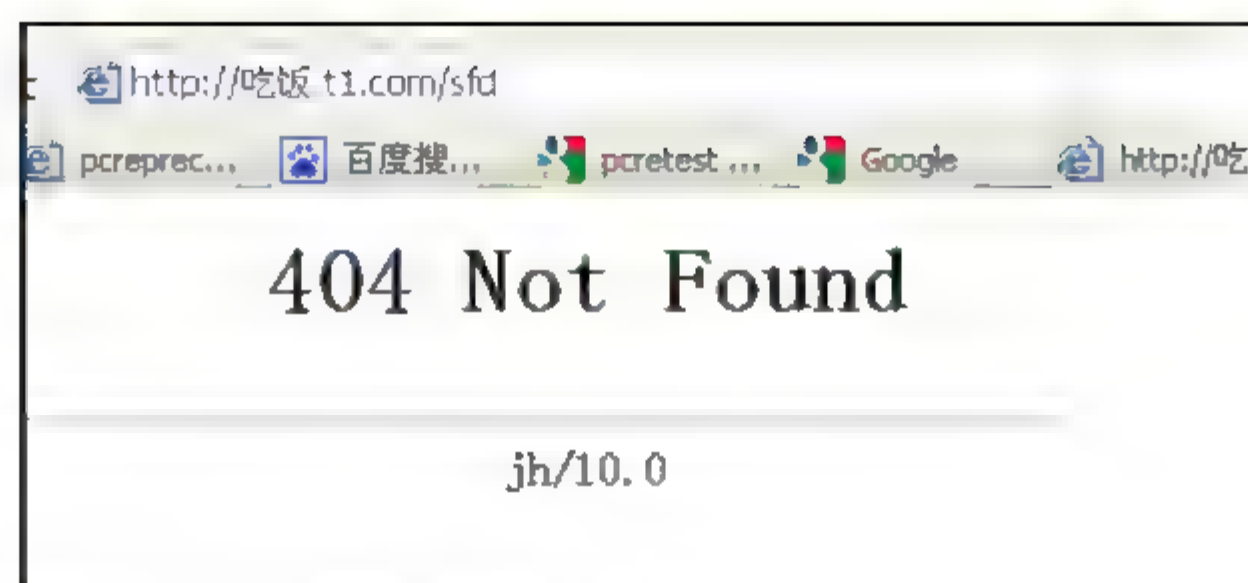 http://吃饭.t1.com/sfd
pcreprec... 百度搜... pcretest ... Google http://吃
404 Not Found
jh/10.0